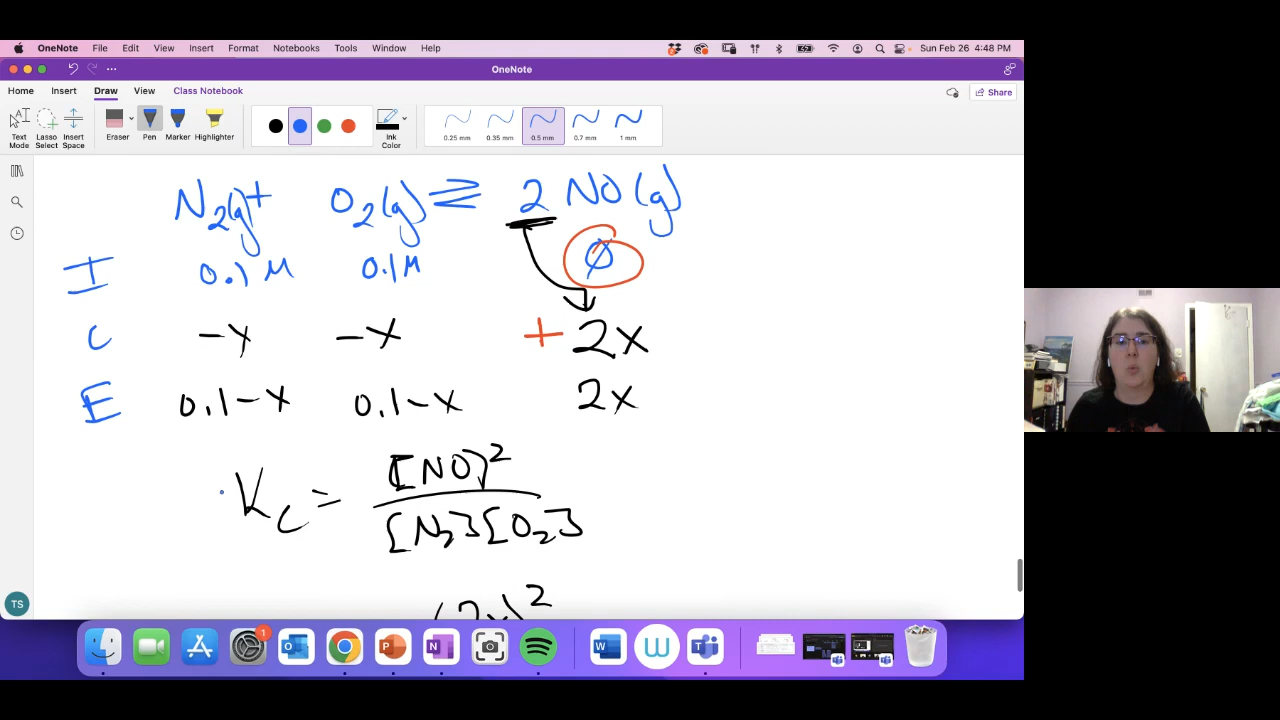 OneNote File Edit View Insert Format Notebooks Tools Window Help Sun Feb 26 4:48 PM
OneNote
Home Insert Draw View Class Notebook Share
Text Mode Lasso Select Insert Space Eraser Pen Marker Highlighter Ink Color 0.25 mm 0.35 mm 0.5 mm 0.7 mm 1 mm
N₂(g) + O₂(g) ⇌ 2 NO(g)
I 0.1 M 0.1 M ∅
C -x -x + 2x
E 0.1-x 0.1-x 2x
Kc = [NO]²
[N₂][O₂]
(2x)²
TS
1